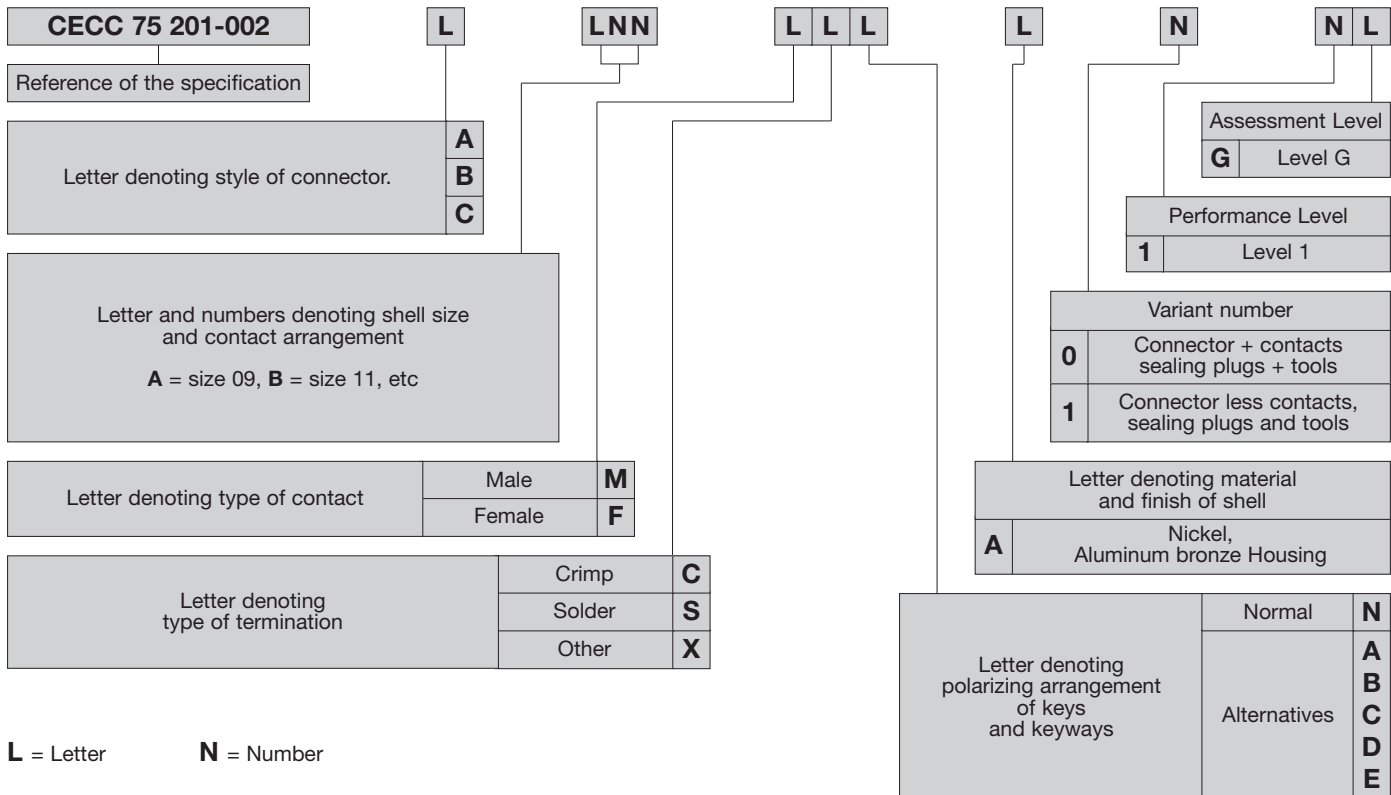 CECC 75 201-002
L
LNN
L L L
L
N
N L
Reference of the specification
Letter denoting style of connector.
A
B
C
Letter and numbers denoting shell size
and contact arrangement
A = size 09, B = size 11, etc
Letter denoting type of contact
Male M
Female F
Letter denoting
type of termination
Crimp C
Solder S
Other X
Assessment Level
G Level G
Performance Level
1 Level 1
Variant number
0 Connector + contacts
sealing plugs + tools
1 Connector less contacts,
sealing plugs and tools
Letter denoting material
and finish of shell
A Nickel,
Aluminum bronze Housing
Letter denoting
polarizing arrangement
of keys
and keyways
Normal N
Alternatives
A
B
C
D
E
L = Letter N = Number